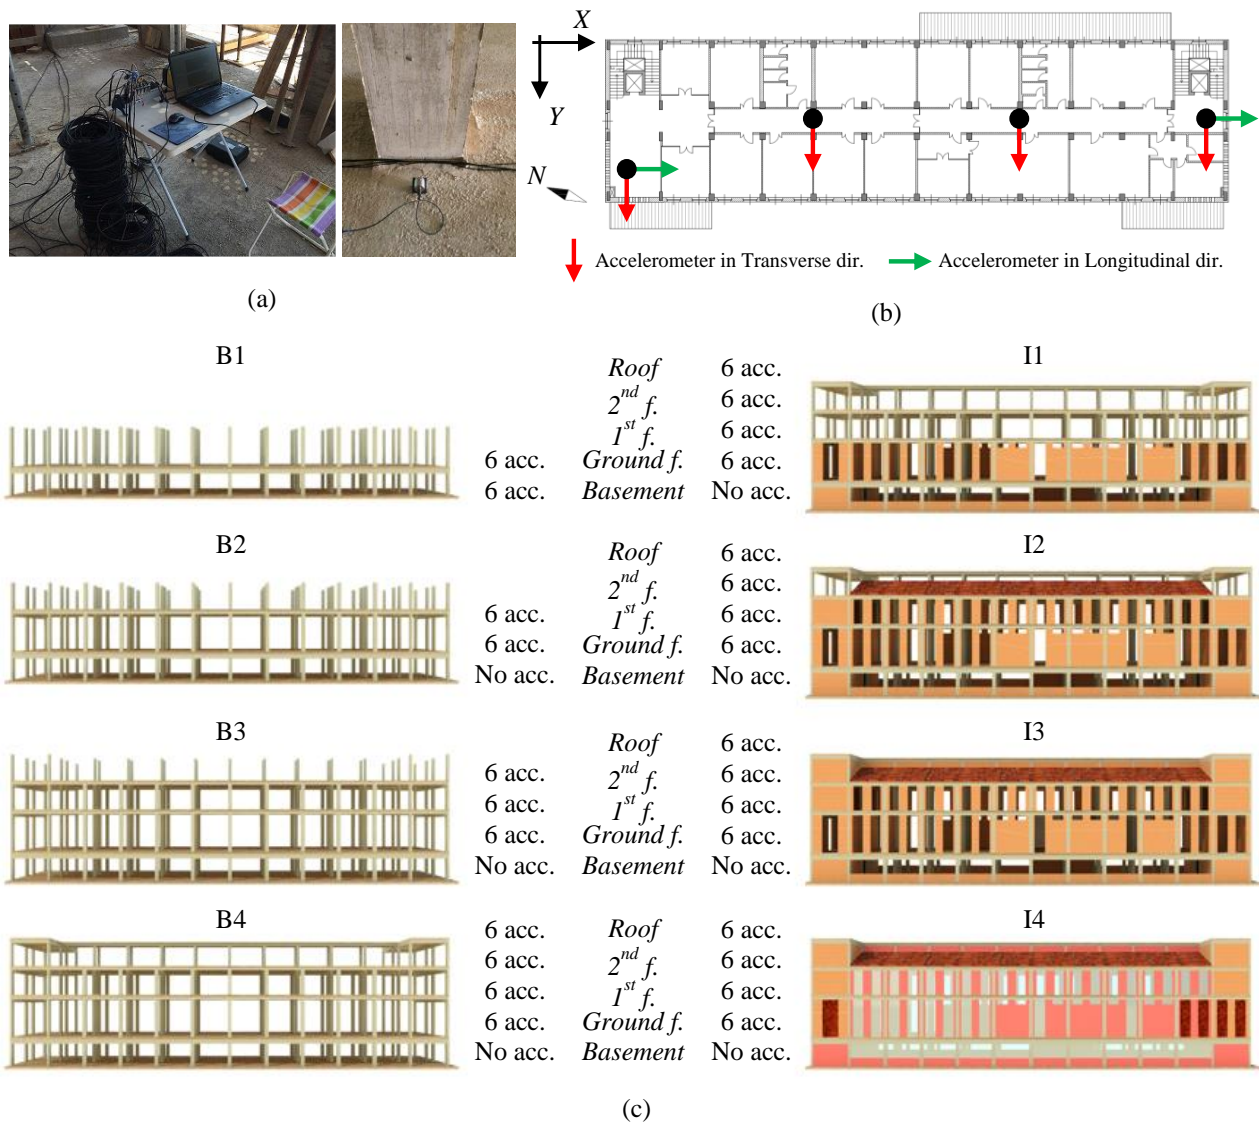 X
Y
N
Accelerometer in Transverse dir.
Accelerometer in Longitudinal dir.
(a)
(b)
B1
I1
Roof 6 acc.
2nd f. 6 acc.
1st f. 6 acc.
6 acc. Ground f. 6 acc.
6 acc. Basement No acc.
B2
I2
Roof 6 acc.
2nd f. 6 acc.
6 acc. 1st f. 6 acc.
6 acc. Ground f. 6 acc.
No acc. Basement No acc.
B3
I3
Roof 6 acc.
6 acc. 2nd f. 6 acc.
6 acc. 1st f. 6 acc.
6 acc. Ground f. 6 acc.
No acc. Basement No acc.
B4
I4
6 acc. Roof 6 acc.
6 acc. 2nd f. 6 acc.
6 acc. 1st f. 6 acc.
6 acc. Ground f. 6 acc.
No acc. Basement No acc.
(c)